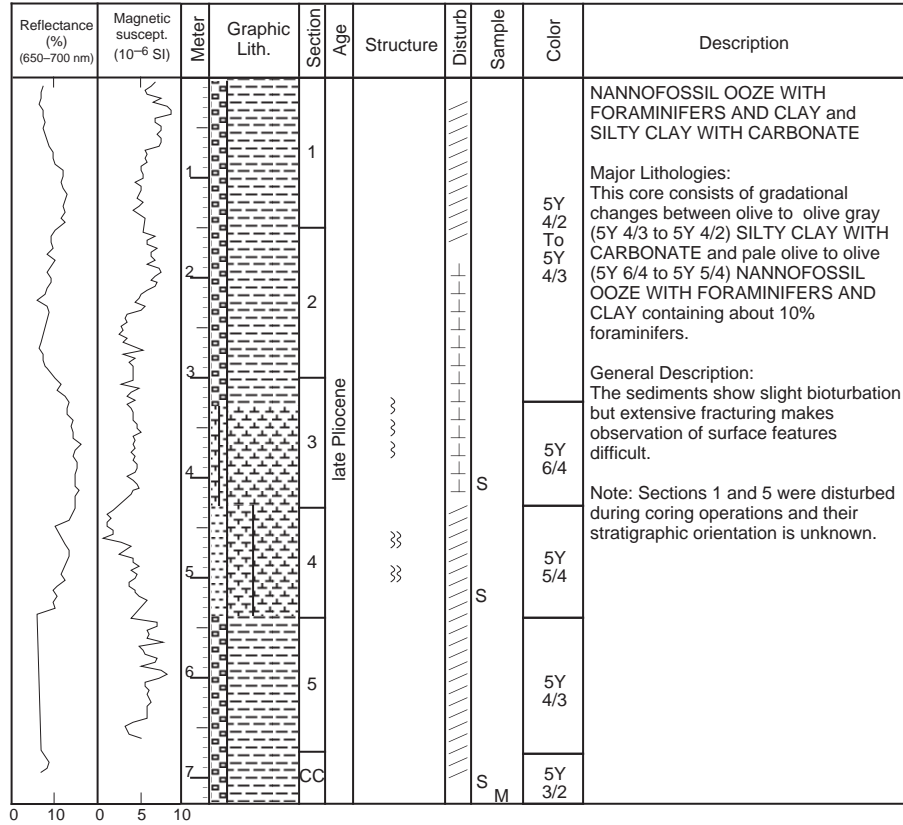 Reflectance
(%)
(650–700 nm)
Magnetic
suscept.
(10–6 SI)
Meter
Graphic
Lith.
Section
Age
Structure
Disturb
Sample
Color
Description
1
2
3
4
5
6
7
1
2
3
4
5
CC
late Pliocene
S
S
S
M
5Y
4/2
To
5Y
4/3
5Y
6/4
5Y
5/4
5Y
4/3
5Y
3/2
NANNOFOSSIL OOZE WITH
FORAMINIFERS AND CLAY and
SILTY CLAY WITH CARBONATE
Major Lithologies:
This core consists of gradational
changes between olive to olive gray
(5Y 4/3 to 5Y 4/2) SILTY CLAY WITH
CARBONATE and pale olive to olive
(5Y 6/4 to 5Y 5/4) NANNOFOSSIL
OOZE WITH FORAMINIFERS AND
CLAY containing about 10%
foraminifers.
General Description:
The sediments show slight bioturbation
but extensive fracturing makes
observation of surface features
difficult.
Note: Sections 1 and 5 were disturbed
during coring operations and their
stratigraphic orientation is unknown.
0 10 0 5 10